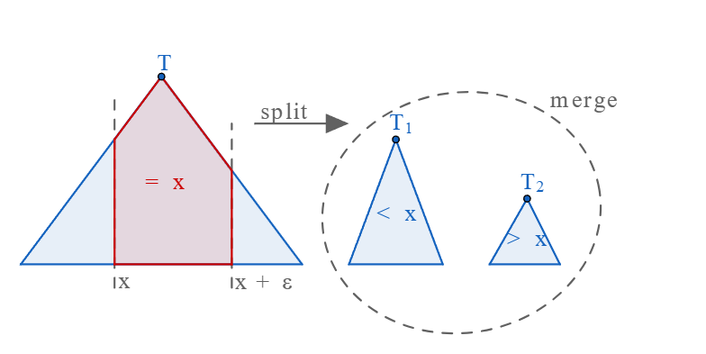 T
split
merge
T₁
T₂
= x
< x
> x
x
x + ε